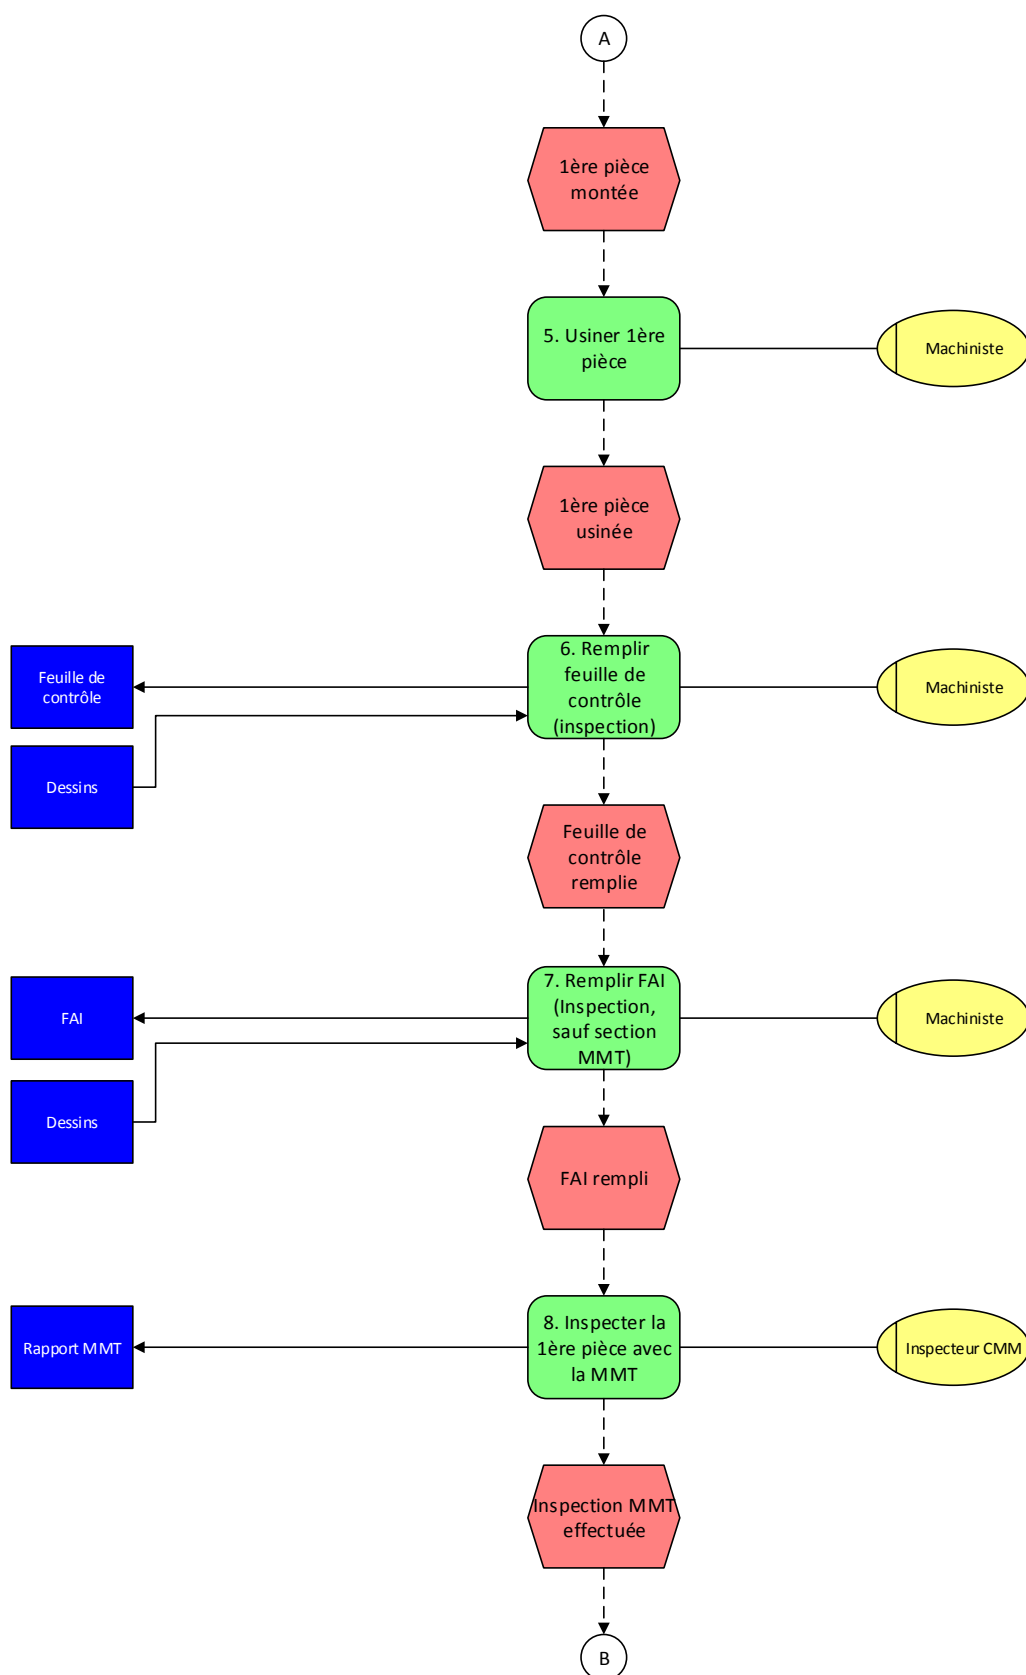 A
1ère pièce
montée
5. Usiner 1ère
pièce
Machiniste
1ère pièce
usinée
Feuille de
contrôle
Dessins
6. Remplir
feuille de
contrôle
(inspection)
Machiniste
Feuille de
contrôle
remplie
FAI
Dessins
7. Remplir FAI
(Inspection,
sauf section
MMT)
Machiniste
FAI rempli
Rapport MMT
8. Inspecter la
1ère pièce avec
la MMT
Inspecteur CMM
Inspection MMT
effectuée
B